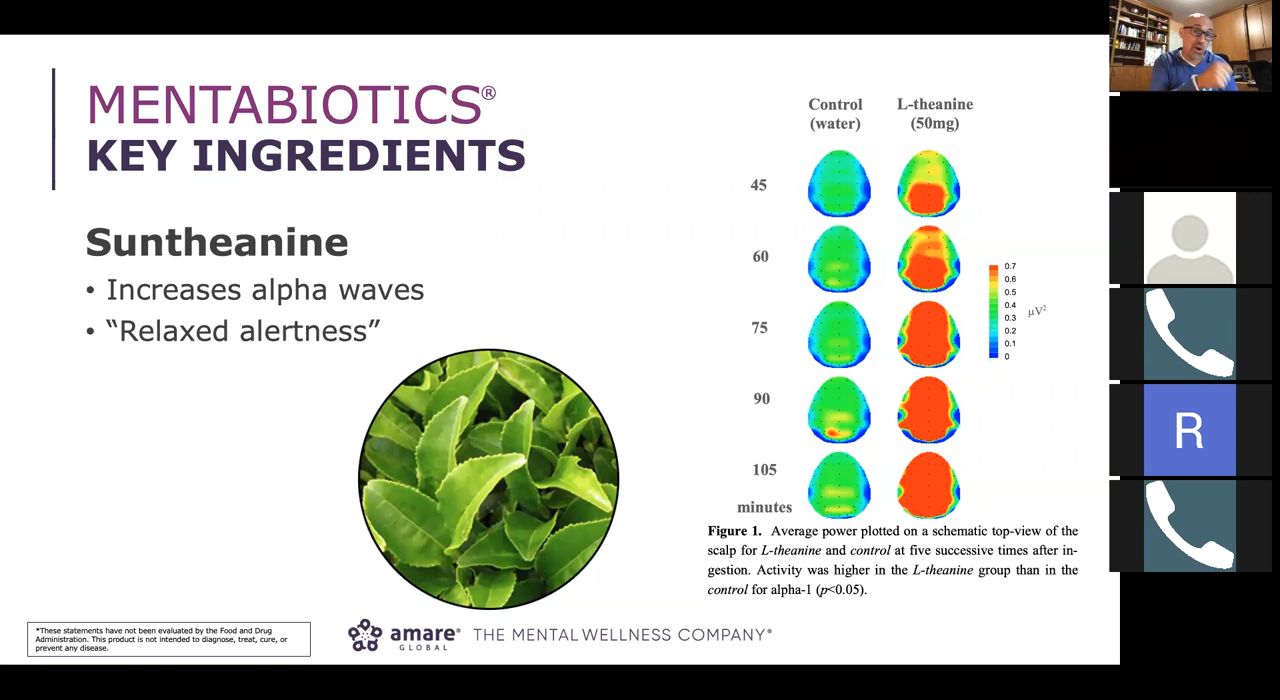 MENTABIOTICS®
KEY INGREDIENTS
Suntheanine
• Increases alpha waves
• “Relaxed alertness”
Control L-theanine
(water) (50mg)
45
60
75
90
105
minutes
0.7
0.6
0.5
0.4
0.3
0.2
0.1
0
μV²
Figure 1. Average power plotted on a schematic top-view of the
scalp for L-theanine and control at five successive times after in-
gestion. Activity was higher in the L-theanine group than in the
control for alpha-1 (p<0.05).
*These statements have not been evaluated by the Food and Drug
Administration. This product is not intended to diagnose, treat, cure, or
prevent any disease.
amare®
GLOBAL
THE MENTAL WELLNESS COMPANY®
R